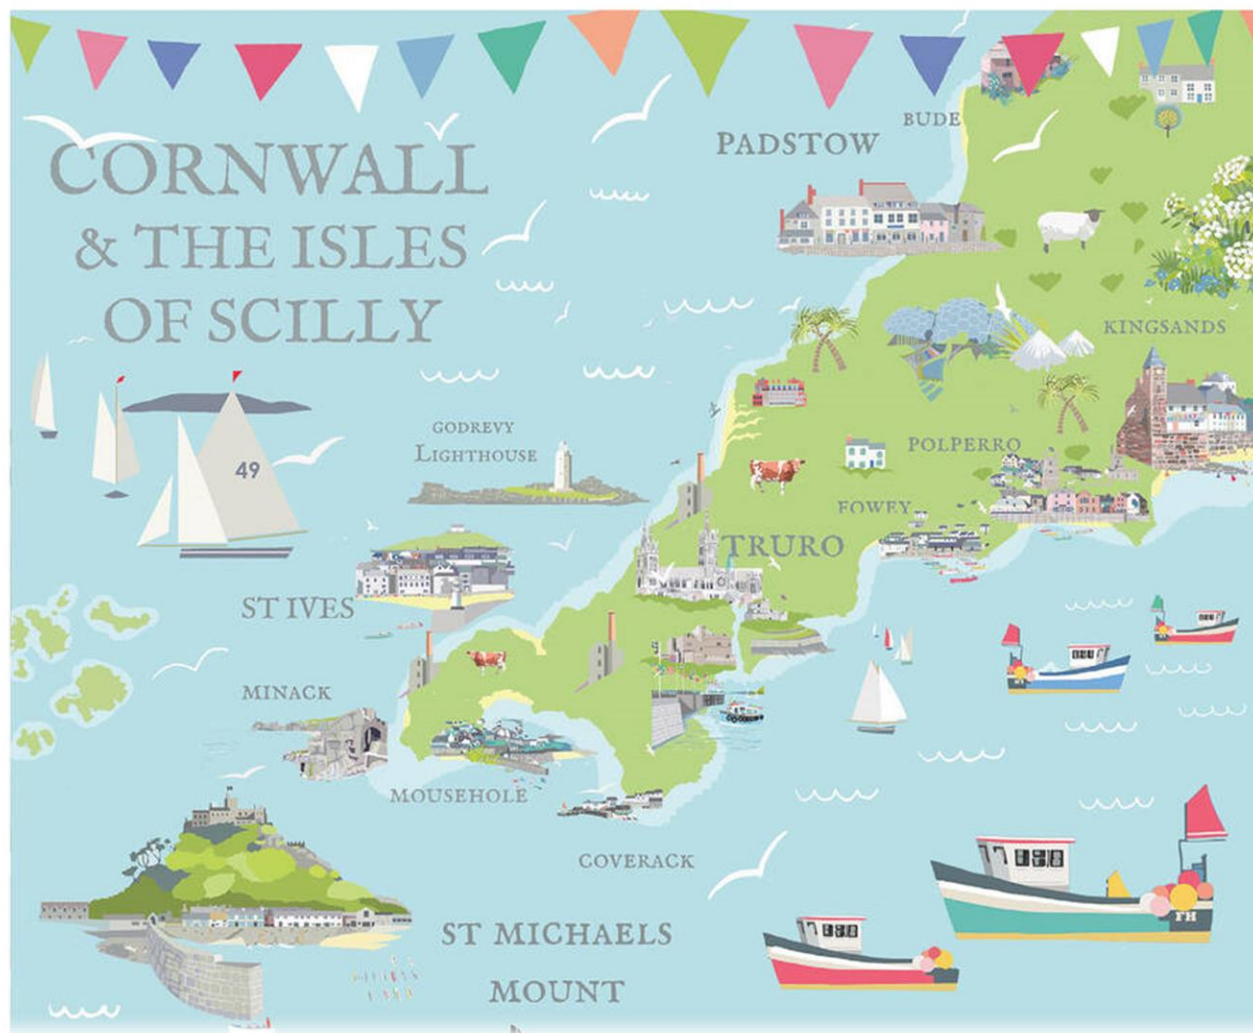 CORNWALL
& THE ISLES
OF SCILLY
BUDE
PADSTOW
KINGSANDS
GODREVY
LIGHTHOUSE
49
POLPERRO
FOWEY
TRURO
ST IVES
MINACK
MOUSEHOLE
COVERACK
ST MICHAELS
MOUNT
FH